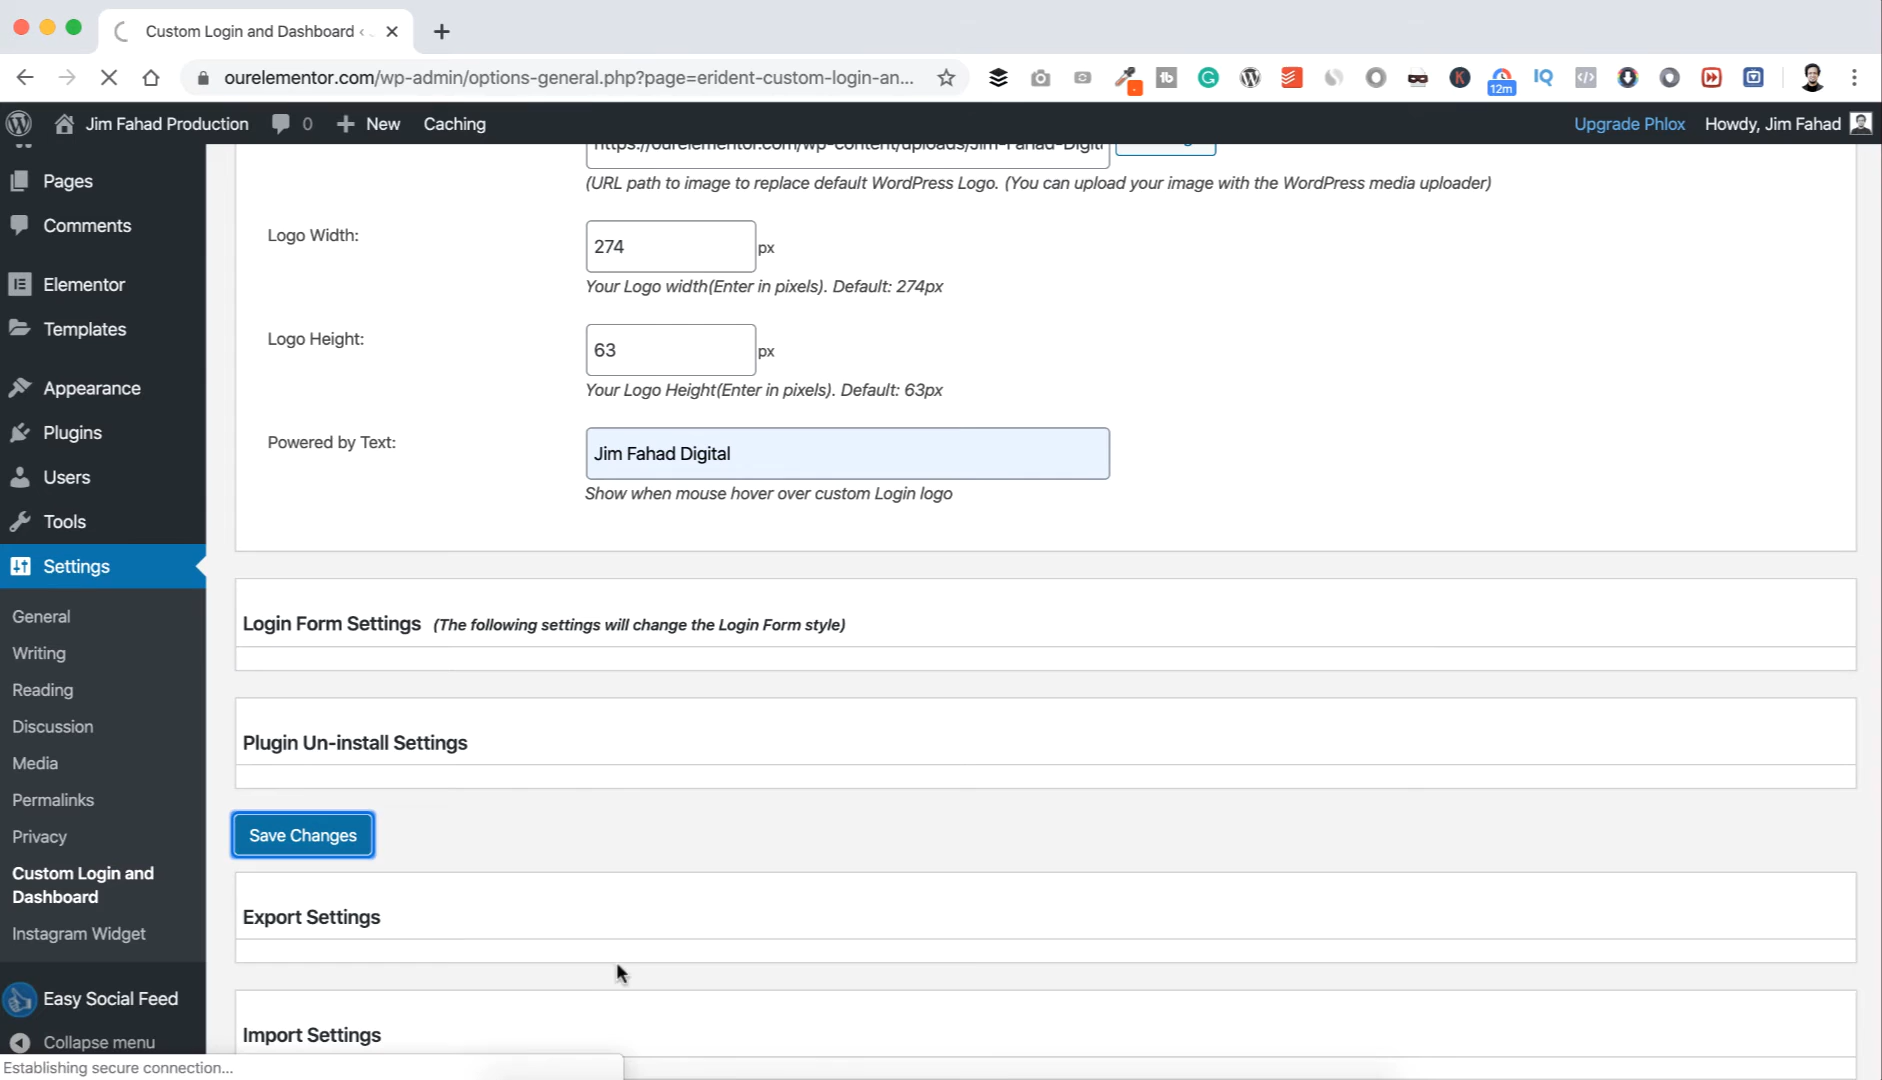 Custom Login and Dashboard ‹
ourelementor.com/wp-admin/options-general.php?page=erident-custom-login-an...
12m
Jim Fahad Production
0
New
Caching
Upgrade Phlox
Howdy, Jim Fahad
Pages
Comments
Elementor
Templates
Appearance
Plugins
Users
Tools
Settings
General
Writing
Reading
Discussion
Media
Permalinks
Privacy
Custom Login and
Dashboard
Instagram Widget
Easy Social Feed
Collapse menu
https://ourelementor.com/wp-content/uploads/Jim-Fahad-Digit
(URL path to image to replace default WordPress Logo. (You can upload your image with the WordPress media uploader)
Logo Width:
274
px
Your Logo width(Enter in pixels). Default: 274px
Logo Height:
63
px
Your Logo Height(Enter in pixels). Default: 63px
Powered by Text:
Jim Fahad Digital
Show when mouse hover over custom Login logo
Login Form Settings (The following settings will change the Login Form style)
Plugin Un-install Settings
Save Changes
Export Settings
Import Settings
Establishing secure connection...